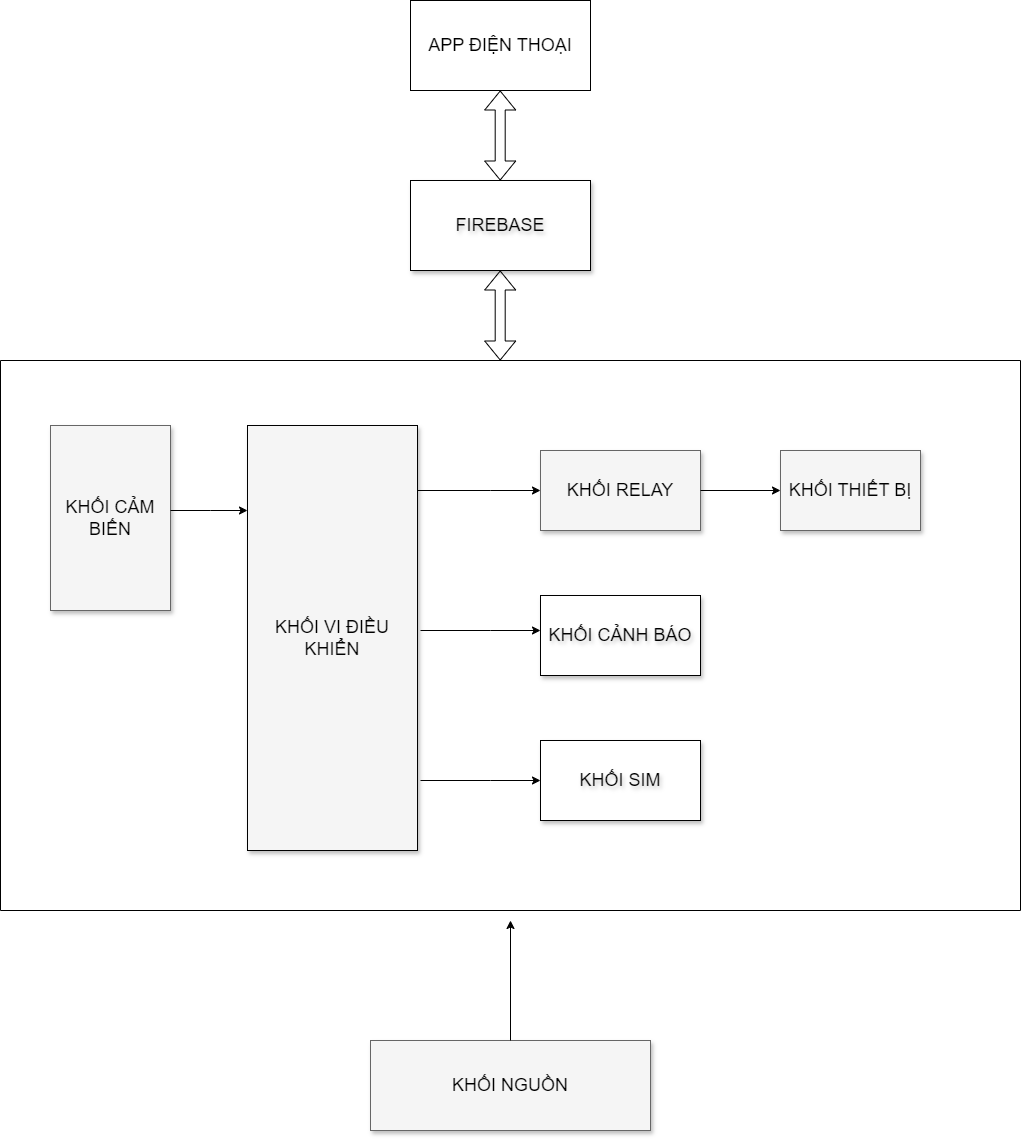 APP ĐIỆN THOẠI
FIREBASE
KHỐI CẢM
BIẾN
KHỐI VI ĐIỀU
KHIỂN
KHỐI RELAY
KHỐI THIẾT BỊ
KHỐI CẢNH BÁO
KHỐI SIM
KHỐI NGUỒN